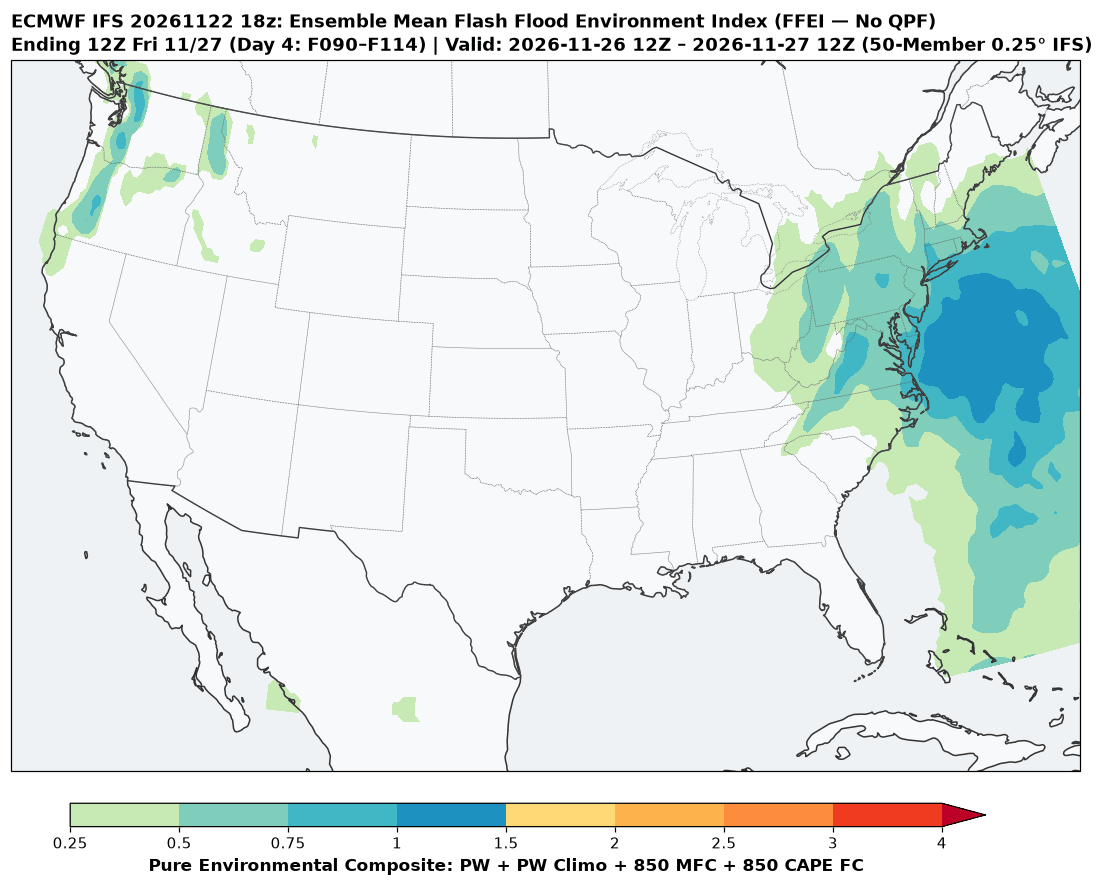 ECMWF IFS 20261122 18z: Ensemble Mean Flash Flood Environment Index (FFEI — No QPF)
Ending 12Z Fri 11/27 (Day 4: F090–F114) | Valid: 2026-11-26 12Z – 2026-11-27 12Z (50-Member 0.25° IFS)
0.25 0.5 0.75 1 1.5 2 2.5 3 4
Pure Environmental Composite: PW + PW Climo + 850 MFC + 850 CAPE FC